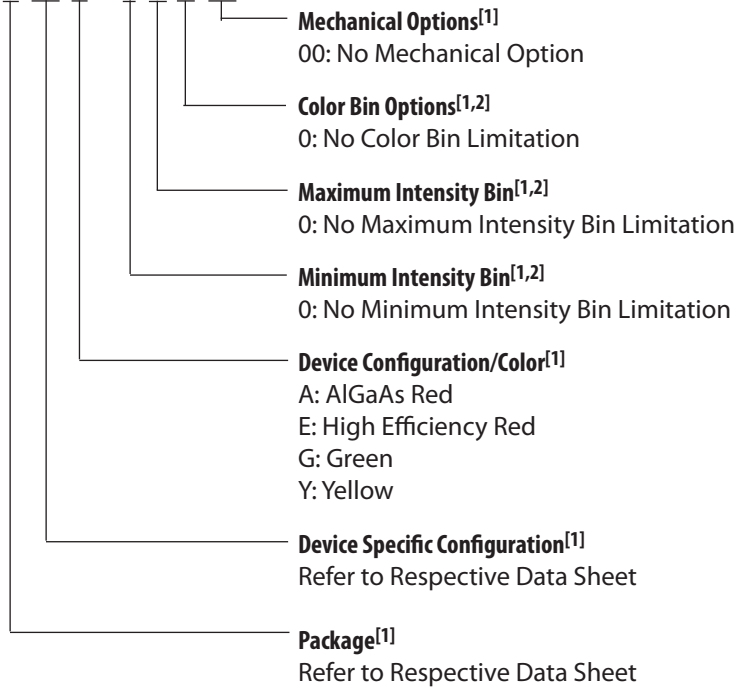 Mechanical Options[1]
00: No Mechanical Option
Color Bin Options[1,2]
0: No Color Bin Limitation
Maximum Intensity Bin[1,2]
0: No Maximum Intensity Bin Limitation
Minimum Intensity Bin[1,2]
0: No Minimum Intensity Bin Limitation
Device Configuration/Color[1]
A: AlGaAs Red
E: High Efficiency Red
G: Green
Y: Yellow
Device Specific Configuration[1]
Refer to Respective Data Sheet
Package[1]
Refer to Respective Data Sheet